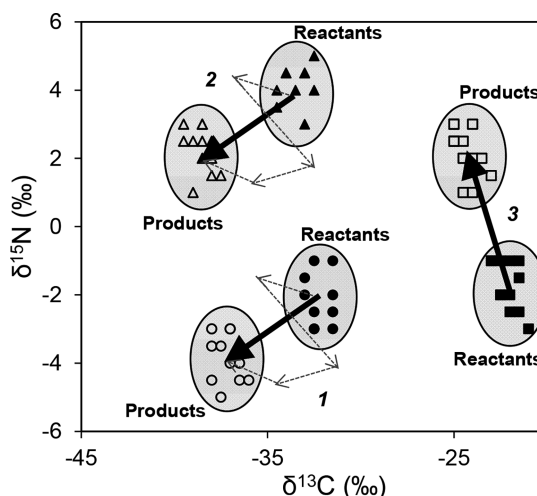 6
4
2
0
-2
-4
-6
δ15N (‰)
Reactants
2
Products
Products
3
Reactants
Reactants
Products
1
-45
-35
-25
δ13C (‰)